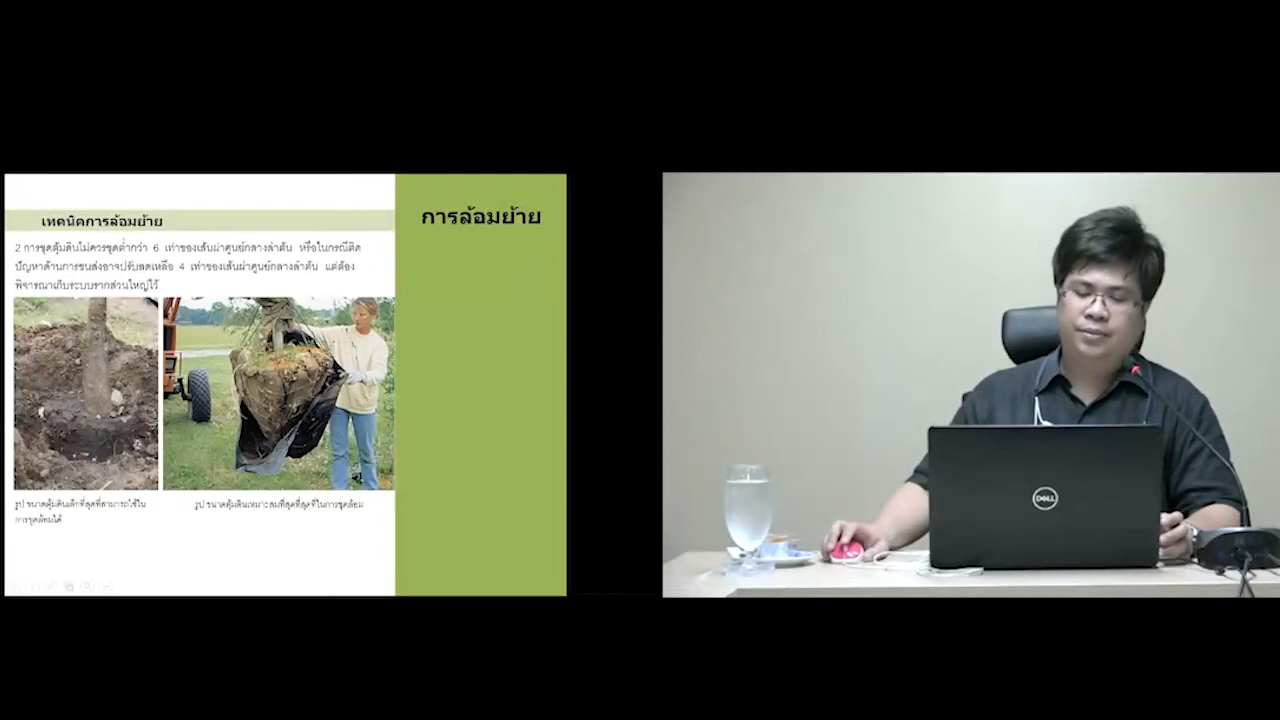 เทคนิคการล้อมย้าย
การล้อมย้าย
2 การขุดตุ้มดินไม่ควรขุดต่ำกว่า 6 เท่าของเส้นผ่าศูนย์กลางลำต้น หรือในกรณีติด
ปัญหาด้านการขนส่งอาจปรับลดเหลือ 4 เท่าของเส้นผ่าศูนย์กลางลำต้น แต่ต้อง
พิจารณาเก็บระบบรากส่วนใหญ่ไว้
รูป ขนาดตุ้มดินเล็กที่สุดที่สามารถใช้ใน
การขุดล้อมได้
รูป ขนาดตุ้มดินเหมาะสมที่สุดที่สุดที่ในการขุดล้อม
DELL